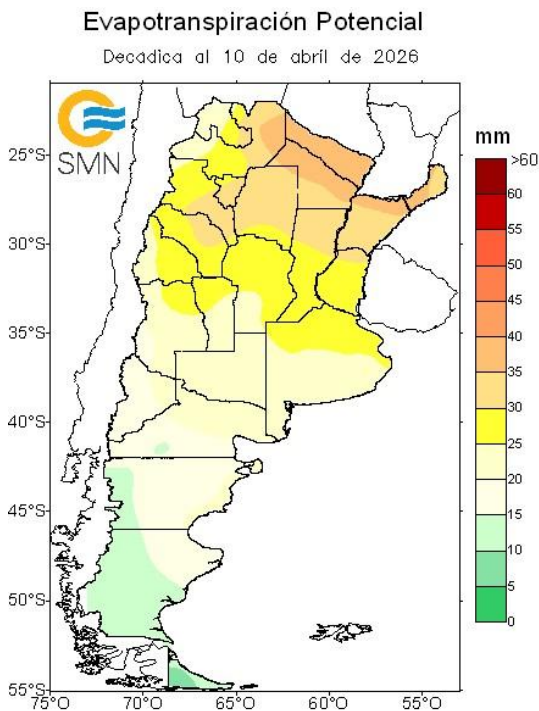 Evapotranspiración Potencial
Decádica al 10 de abril de 2026
SMN
mm
>60
60
55
50
45
40
35
30
25
20
15
10
5
0
25°S
30°S
35°S
40°S
45°S
50°S
55°S
75°O
70°O
65°O
60°O
55°O